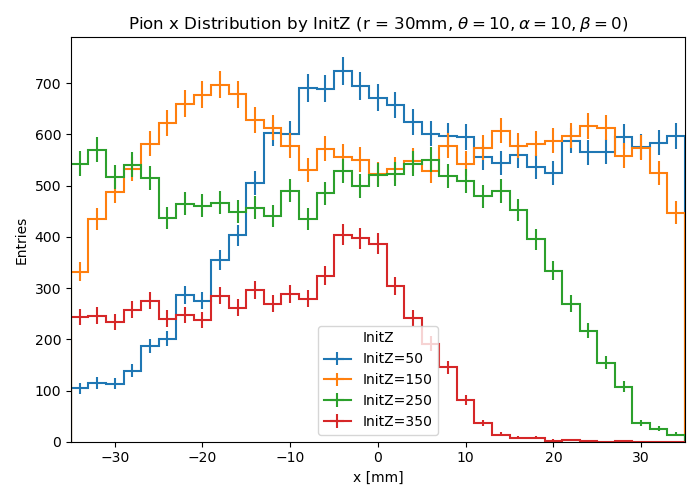 Pion x Distribution by InitZ (r = 30mm, θ = 10, α = 10, β = 0)
Entries
700
600
500
400
300
200
100
0
InitZ
InitZ=50
InitZ=150
InitZ=250
InitZ=350
−30 −20 −10 0 10 20 30
x [mm]